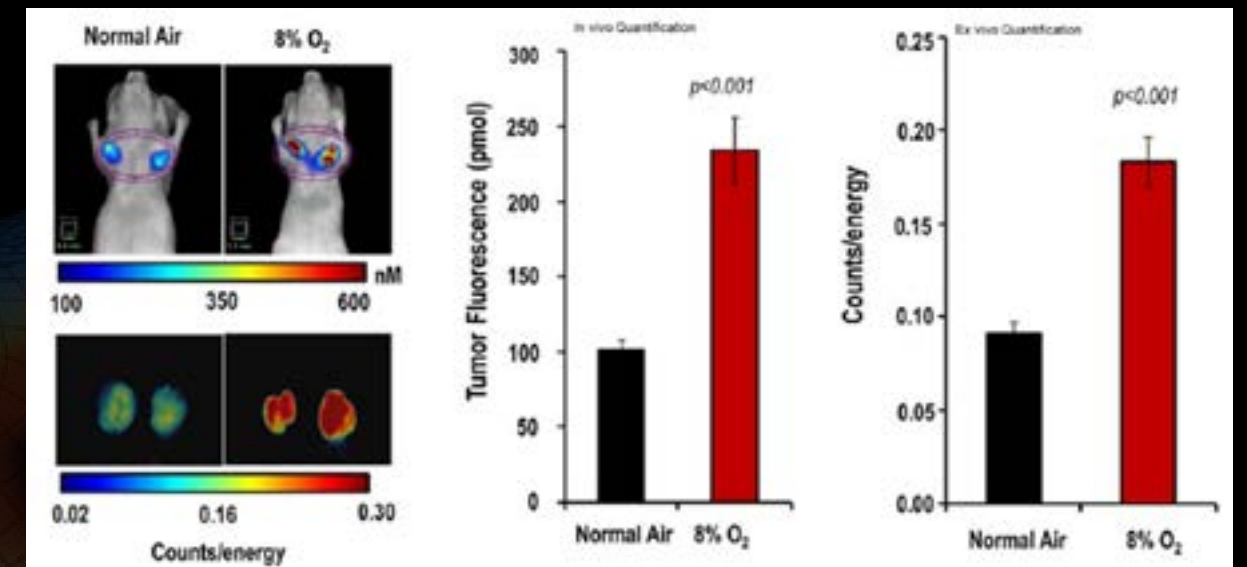 Normal Air 8% O₂
nM
100 350 600
0.02 0.16 0.30
Counts/energy
In vivo Quantification
Tumor Fluorescence (pmol)
300
250
200
150
100
50
0
p<0.001
Normal Air 8% O₂
Ex vivo Quantification
Counts/energy
0.25
0.20
0.15
0.10
0.05
0.00
p<0.001
Normal Air 8% O₂